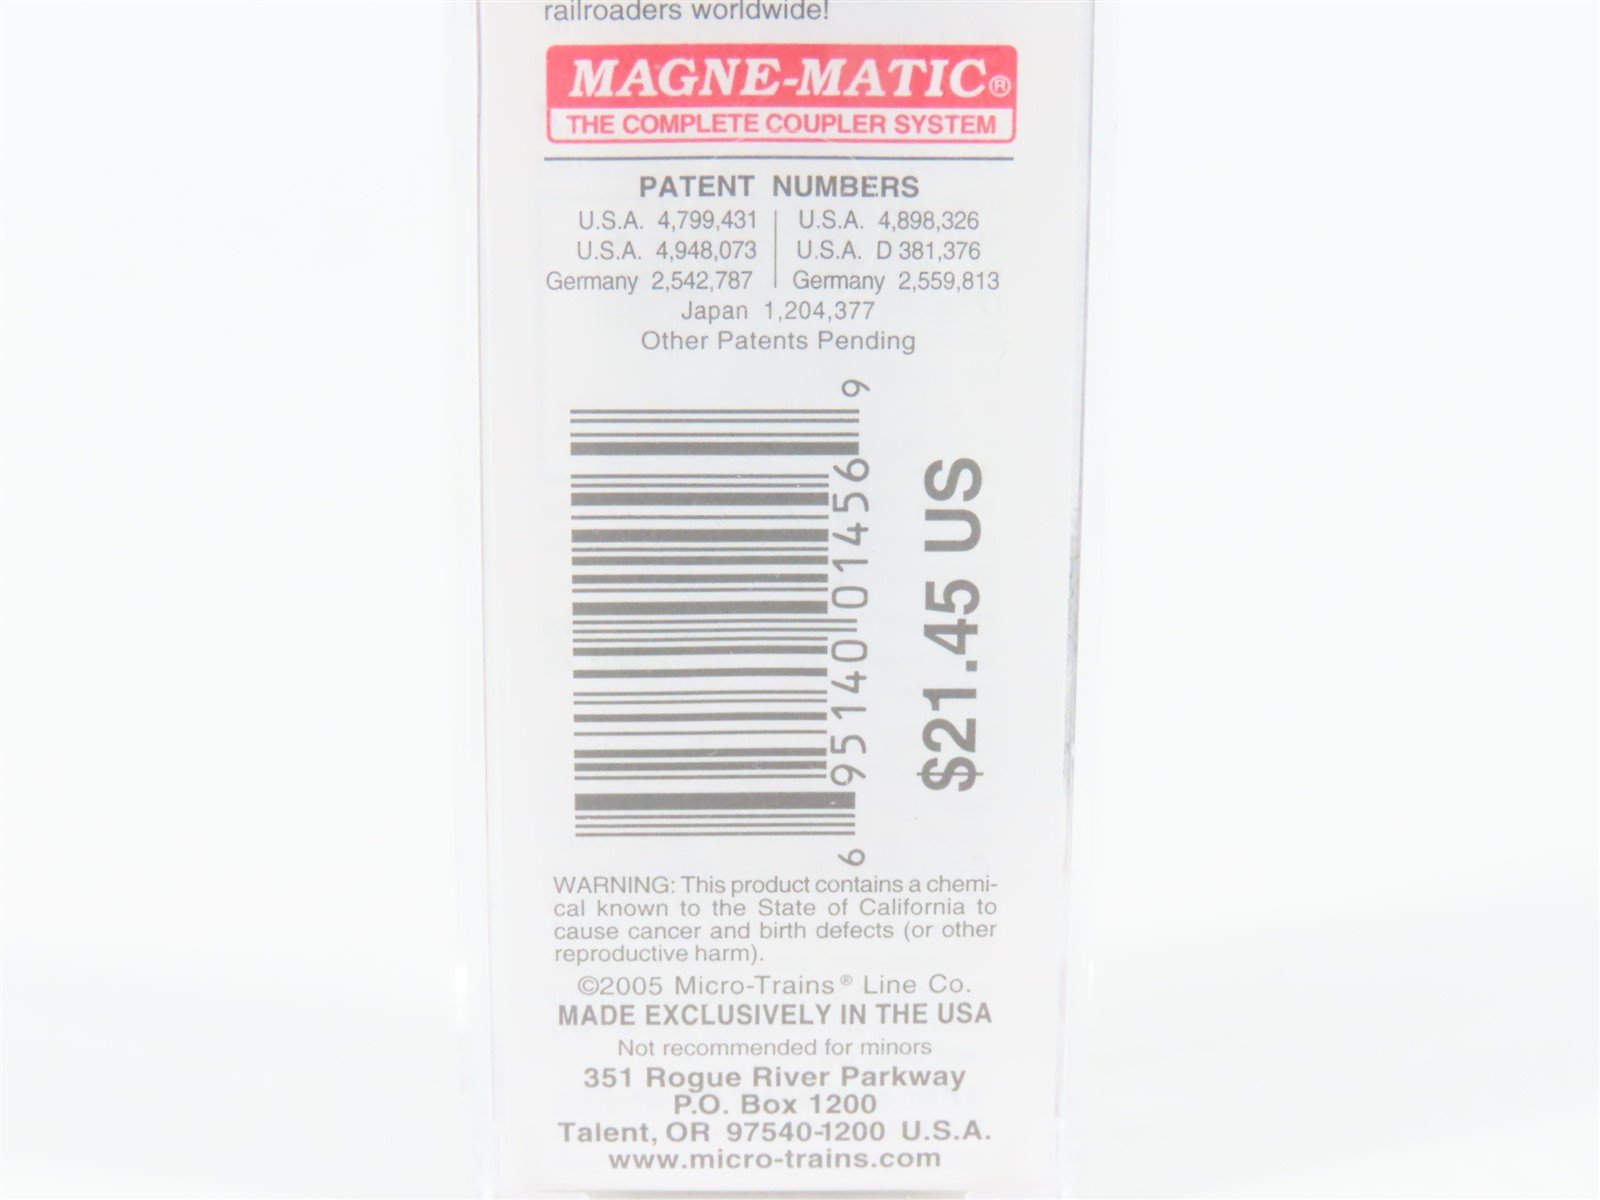 railroaders worldwide!
MAGNE-MATIC®
THE COMPLETE COUPLER SYSTEM
PATENT NUMBERS
U.S.A. 4,799,431 | U.S.A. 4,898,326
U.S.A. 4,948,073 | U.S.A. D 381,376
Germany 2,542,787 | Germany 2,559,813
Japan 1,204,377
Other Patents Pending
6 95140 01456 9
$21.45 US
WARNING: This product contains a chemi-
cal known to the State of California to
cause cancer and birth defects (or other
reproductive harm).
©2005 Micro-Trains® Line Co.
MADE EXCLUSIVELY IN THE USA
Not recommended for minors
351 Rogue River Parkway
P.O. Box 1200
Talent, OR 97540-1200 U.S.A.
www.micro-trains.com